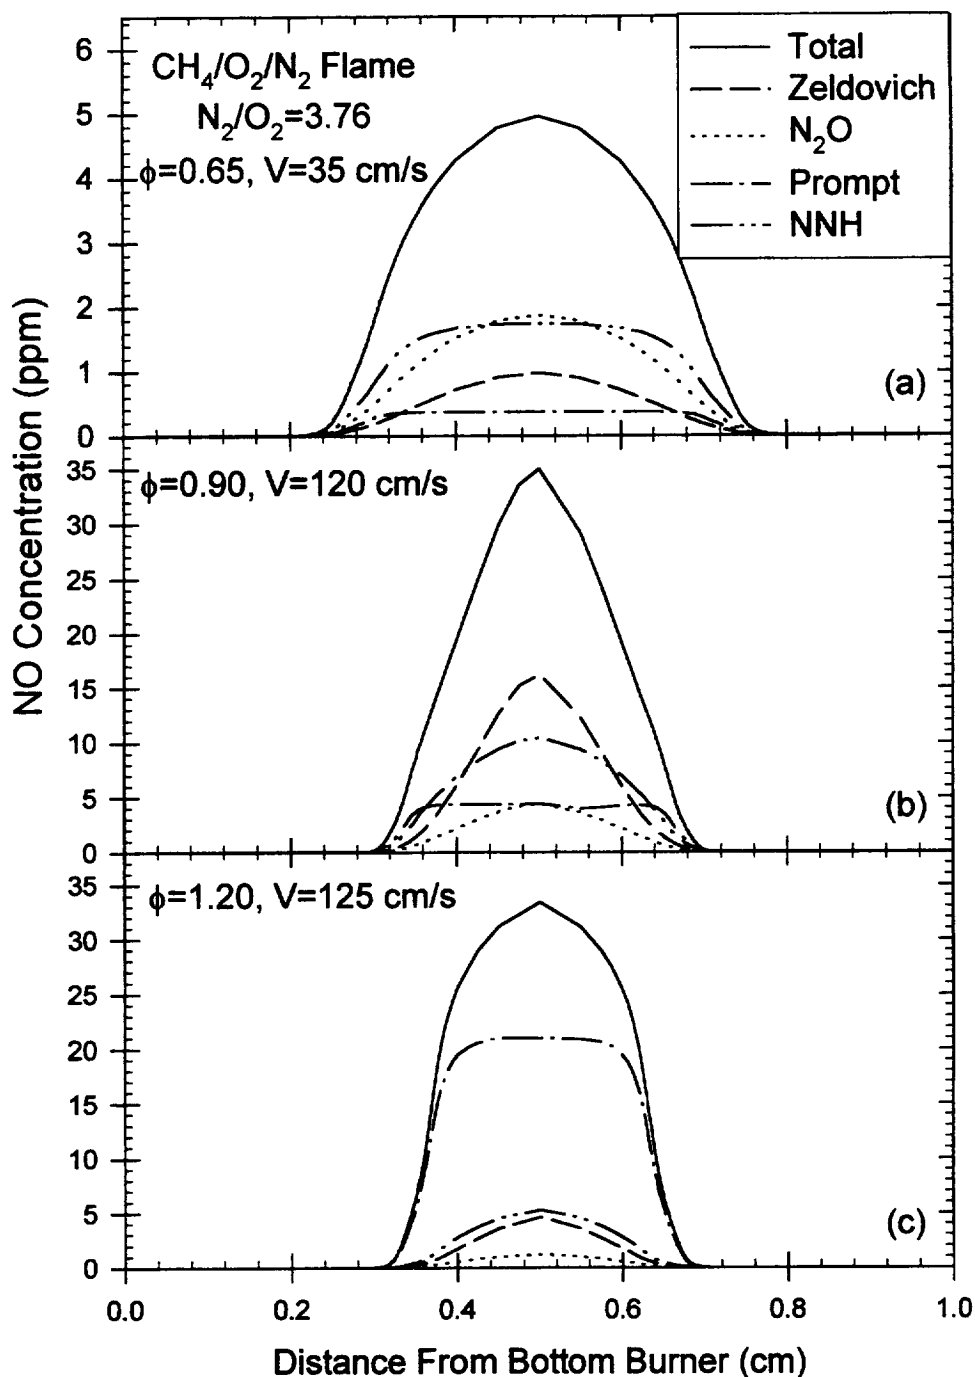 CH₄/O₂/N₂ Flame
N₂/O₂=3.76
ϕ=0.65, V=35 cm/s
Total
Zeldovich
N₂O
Prompt
NNH
6
5
4
3
2
1
0
(a)
ϕ=0.90, V=120 cm/s
35
30
25
20
15
10
5
0
(b)
ϕ=1.20, V=125 cm/s
35
30
25
20
15
10
5
0
(c)
NO Concentration (ppm)
0.0 0.2 0.4 0.6 0.8 1.0
Distance From Bottom Burner (cm)